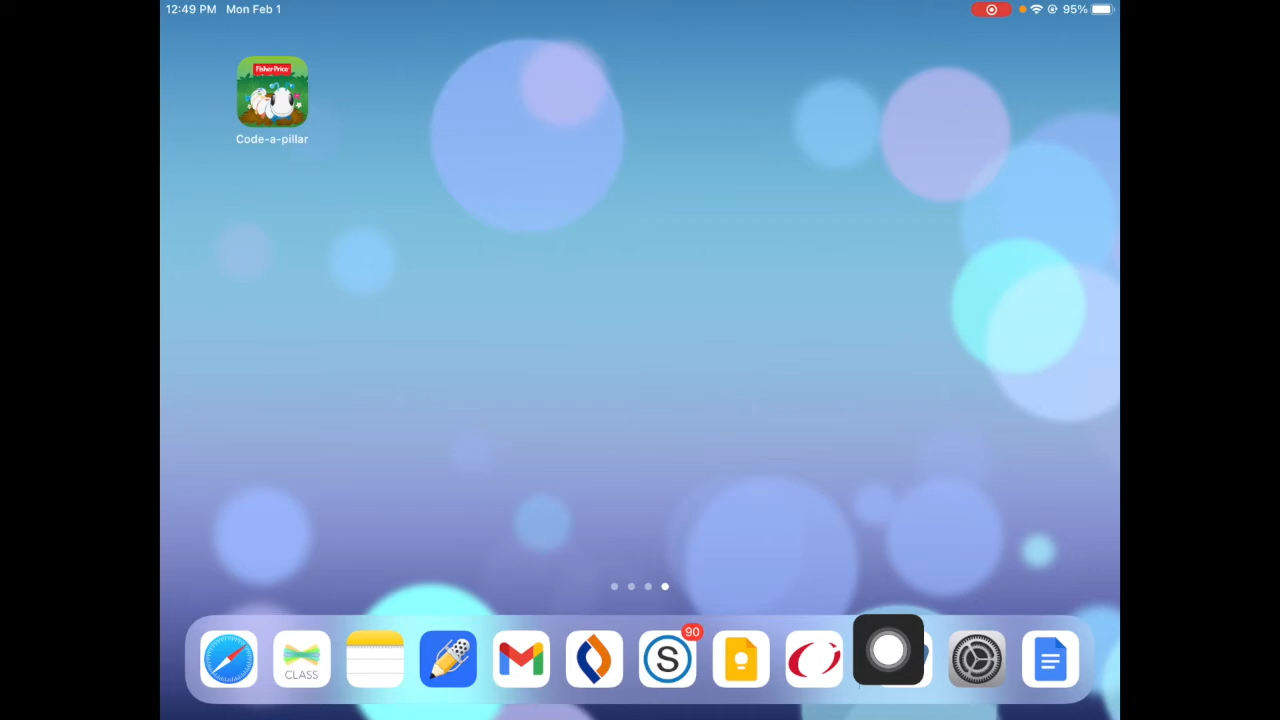 12:49 PM Mon Feb 1
95%
Fisher-Price
Code-a-pillar
CLASS
S
90